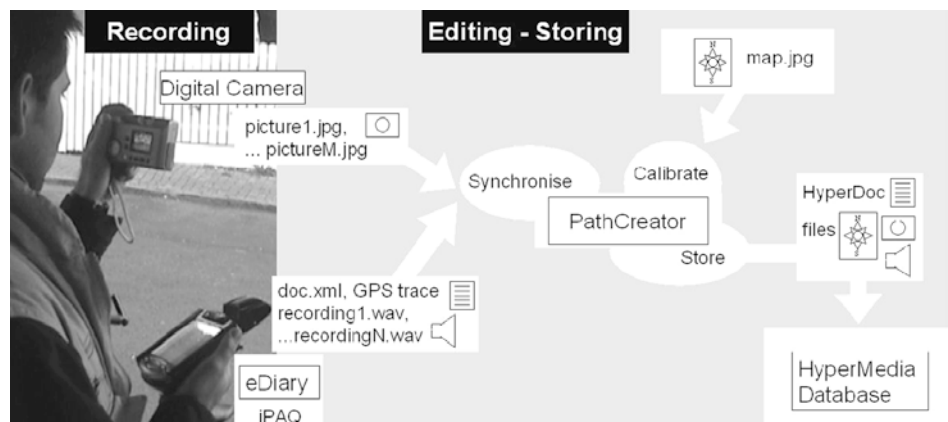 Recording
Editing - Storing
map.jpg
Digital Camera
picture1.jpg,
... pictureM.jpg
Synchronise
Calibrate
PathCreator
Store
HyperDoc
files
doc.xml, GPS trace
recording1.wav,
...recordingN.wav
eDiary
iPAQ
HyperMedia
Database